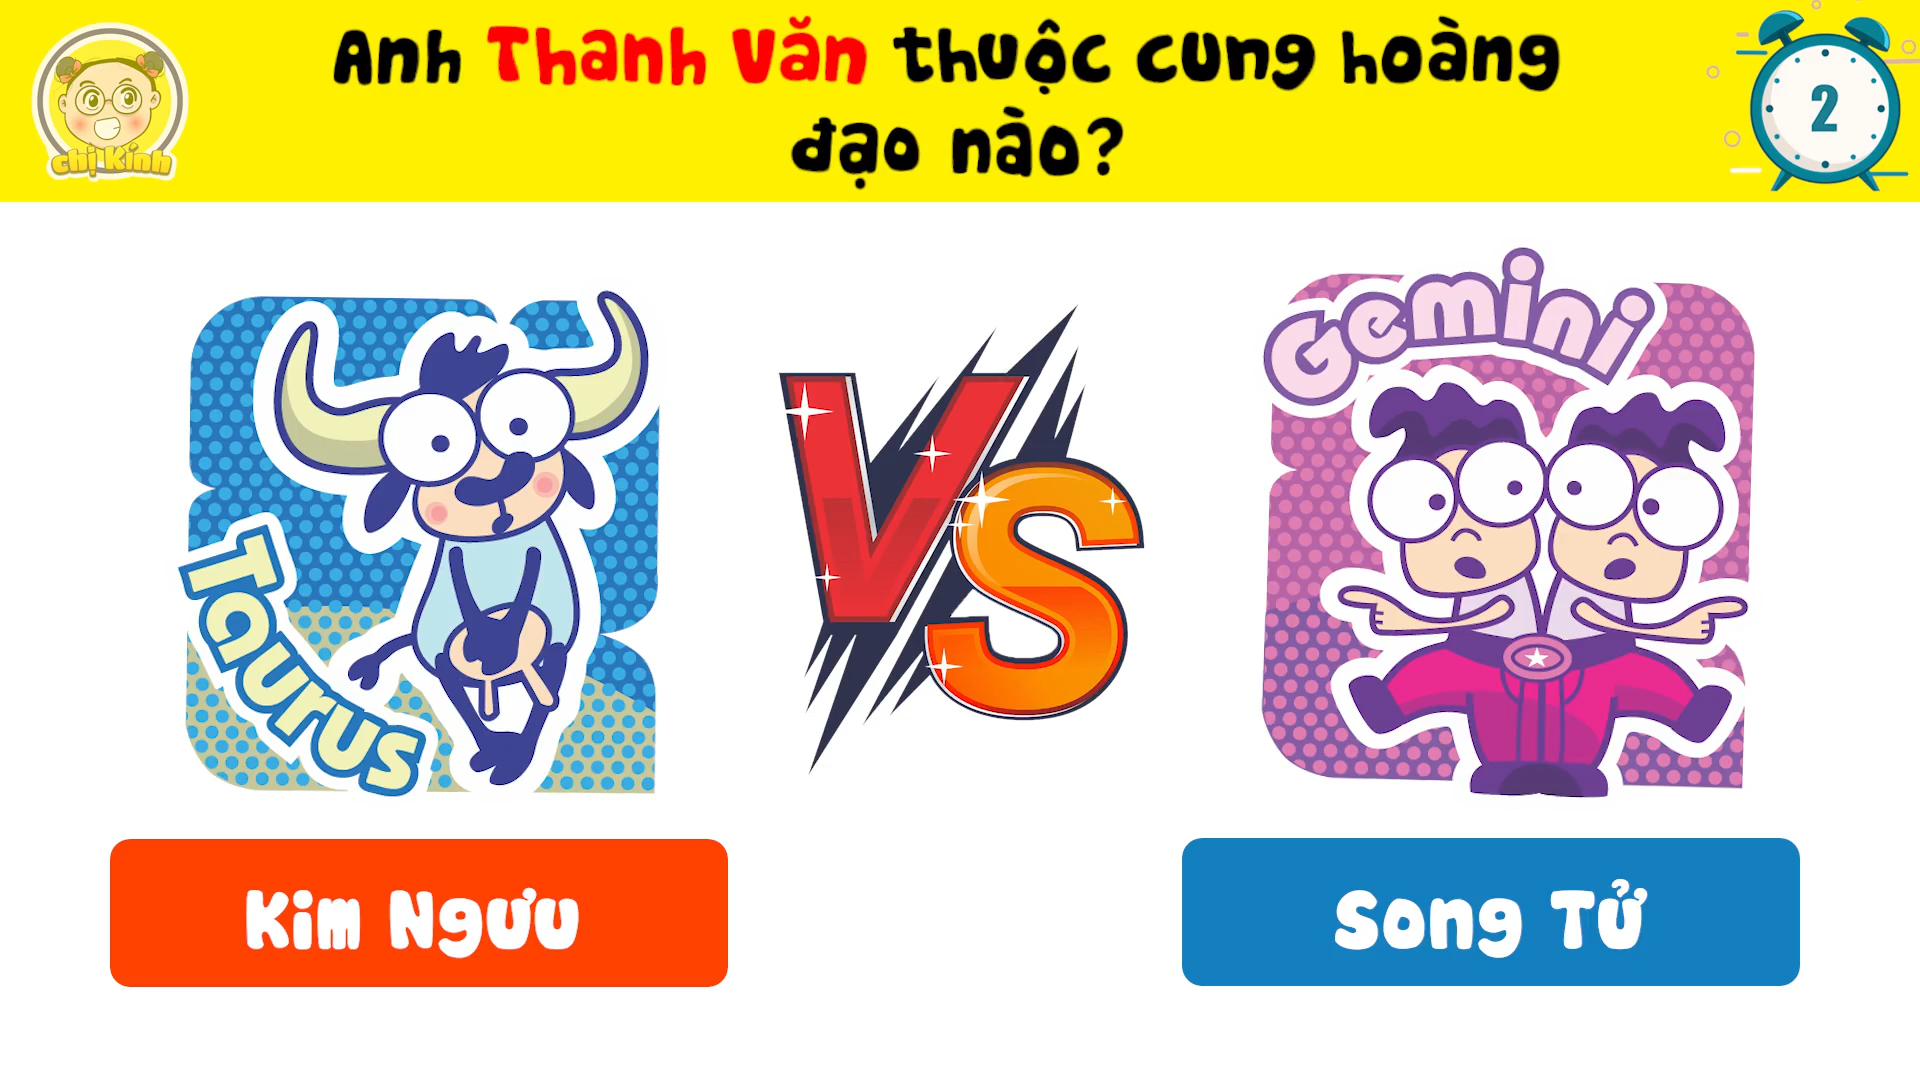 Anh Thanh Văn thuộc cung hoàng
đạo nào?
chị Kính
2
Taurus
VS
Gemini
Kim Ngưu
Song Tử